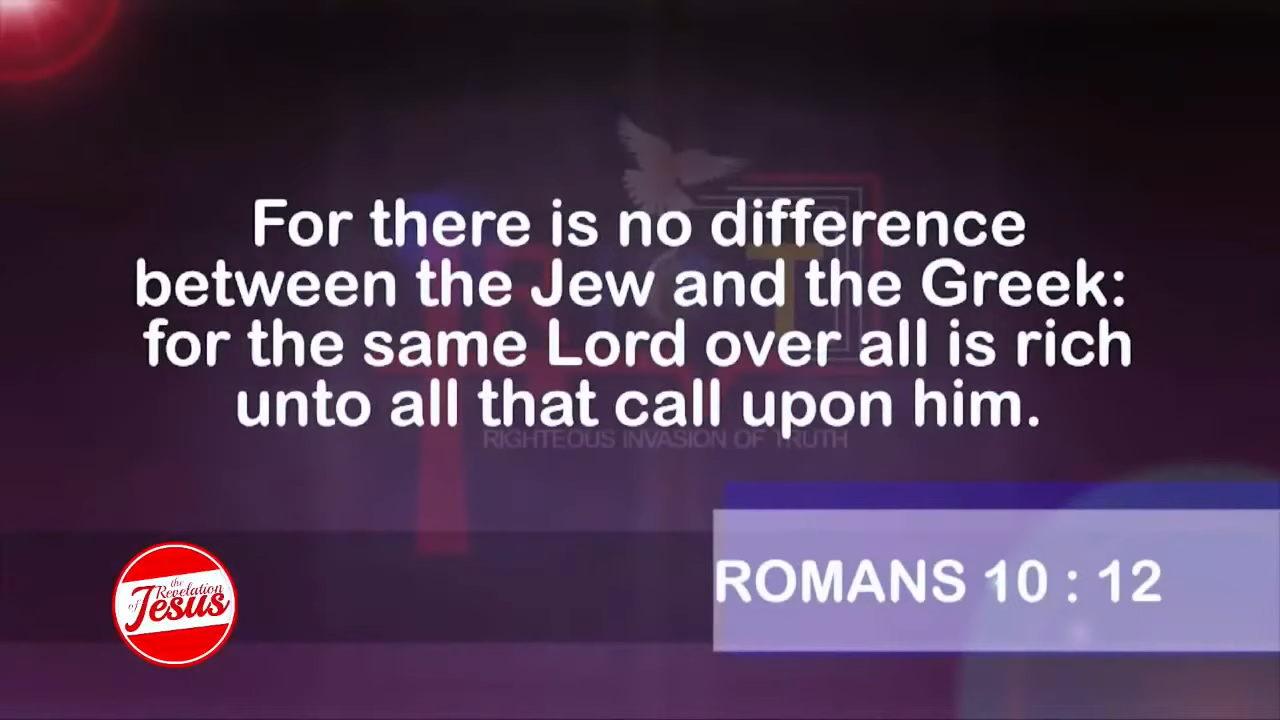 For there is no difference
between the Jew and the Greek:
for the same Lord over all is rich
unto all that call upon him.
RIGHTEOUS INVASION OF TRUTH
ROMANS 10 : 12
the
Revelation
of Jesus